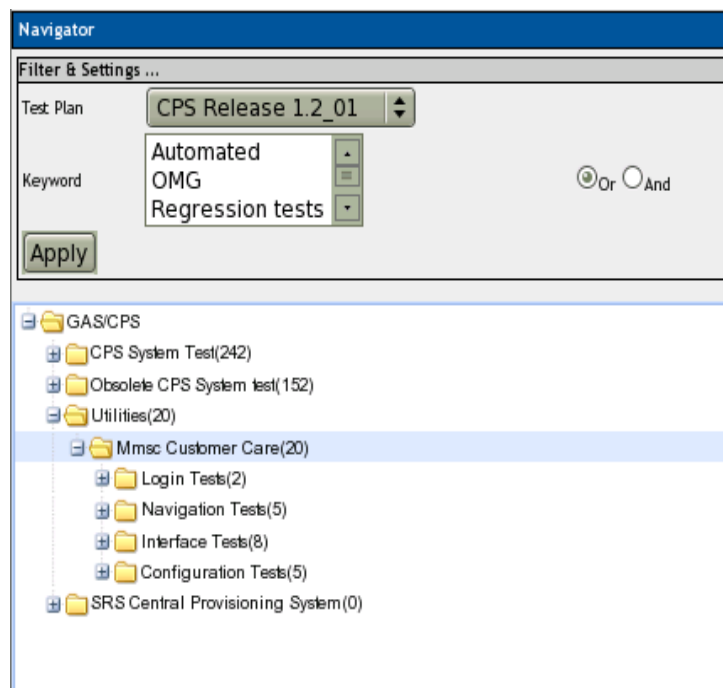 Navigator
Filter & Settings ...
Test Plan CPS Release 1.2_01
Automated
Keyword OMG Or And
Regression tests
Apply
GAS/CPS
CPS System Test(242)
Obsolete CPS System test(152)
Utilities(20)
Mmsc Customer Care(20)
Login Tests(2)
Navigation Tests(5)
Interface Tests(8)
Configuration Tests(5)
SRS Central Provisioning System(0)